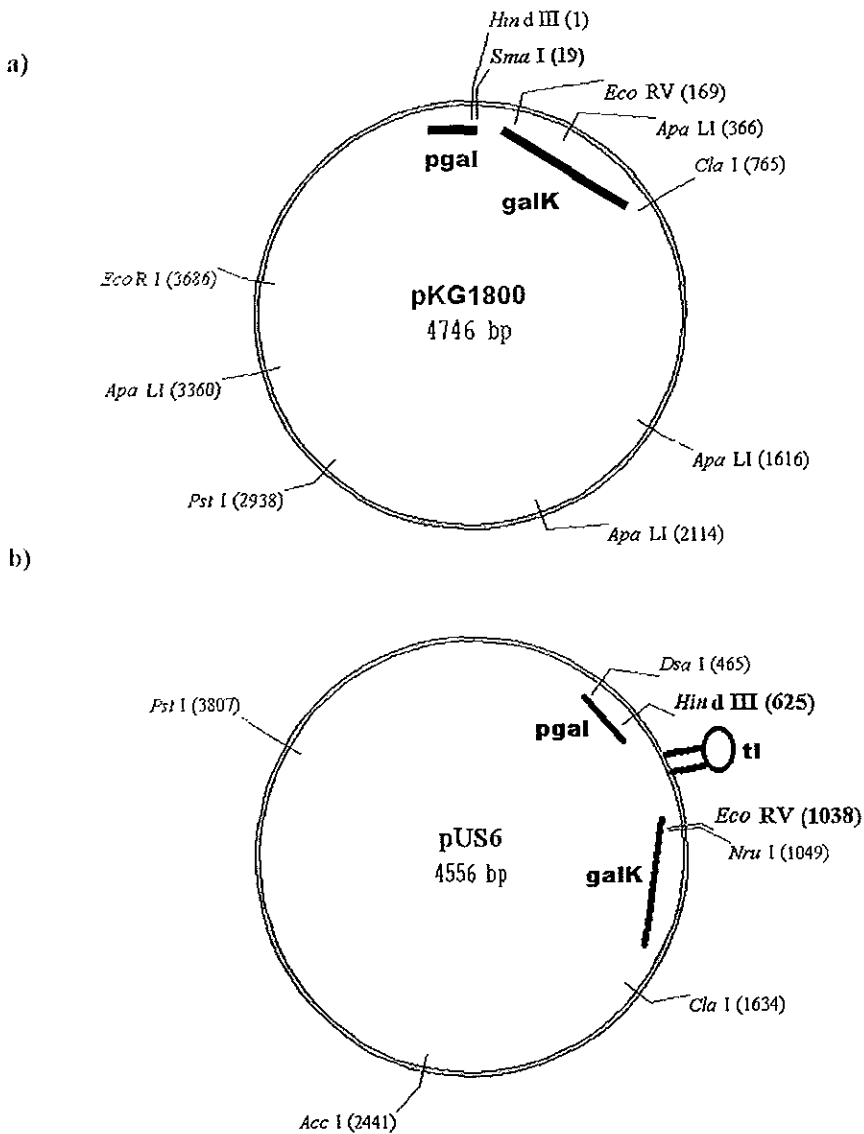 a)
Hind III (1)
Sma I (19)
Eco RV (169)
Apa LI (366)
Cla I (765)
pgal
galK
EcoR I (3686)
pKG1800
4746 bp
Apa LI (3360)
Apa LI (1616)
Pst I (2938)
Apa LI (2114)
b)
Dsa I (465)
Pst I (3807)
Hind III (625)
pgal
tI
Eco RV (1038)
pUS6
Nru I (1049)
4556 bp
galK
Cla I (1634)
Acc I (2441)